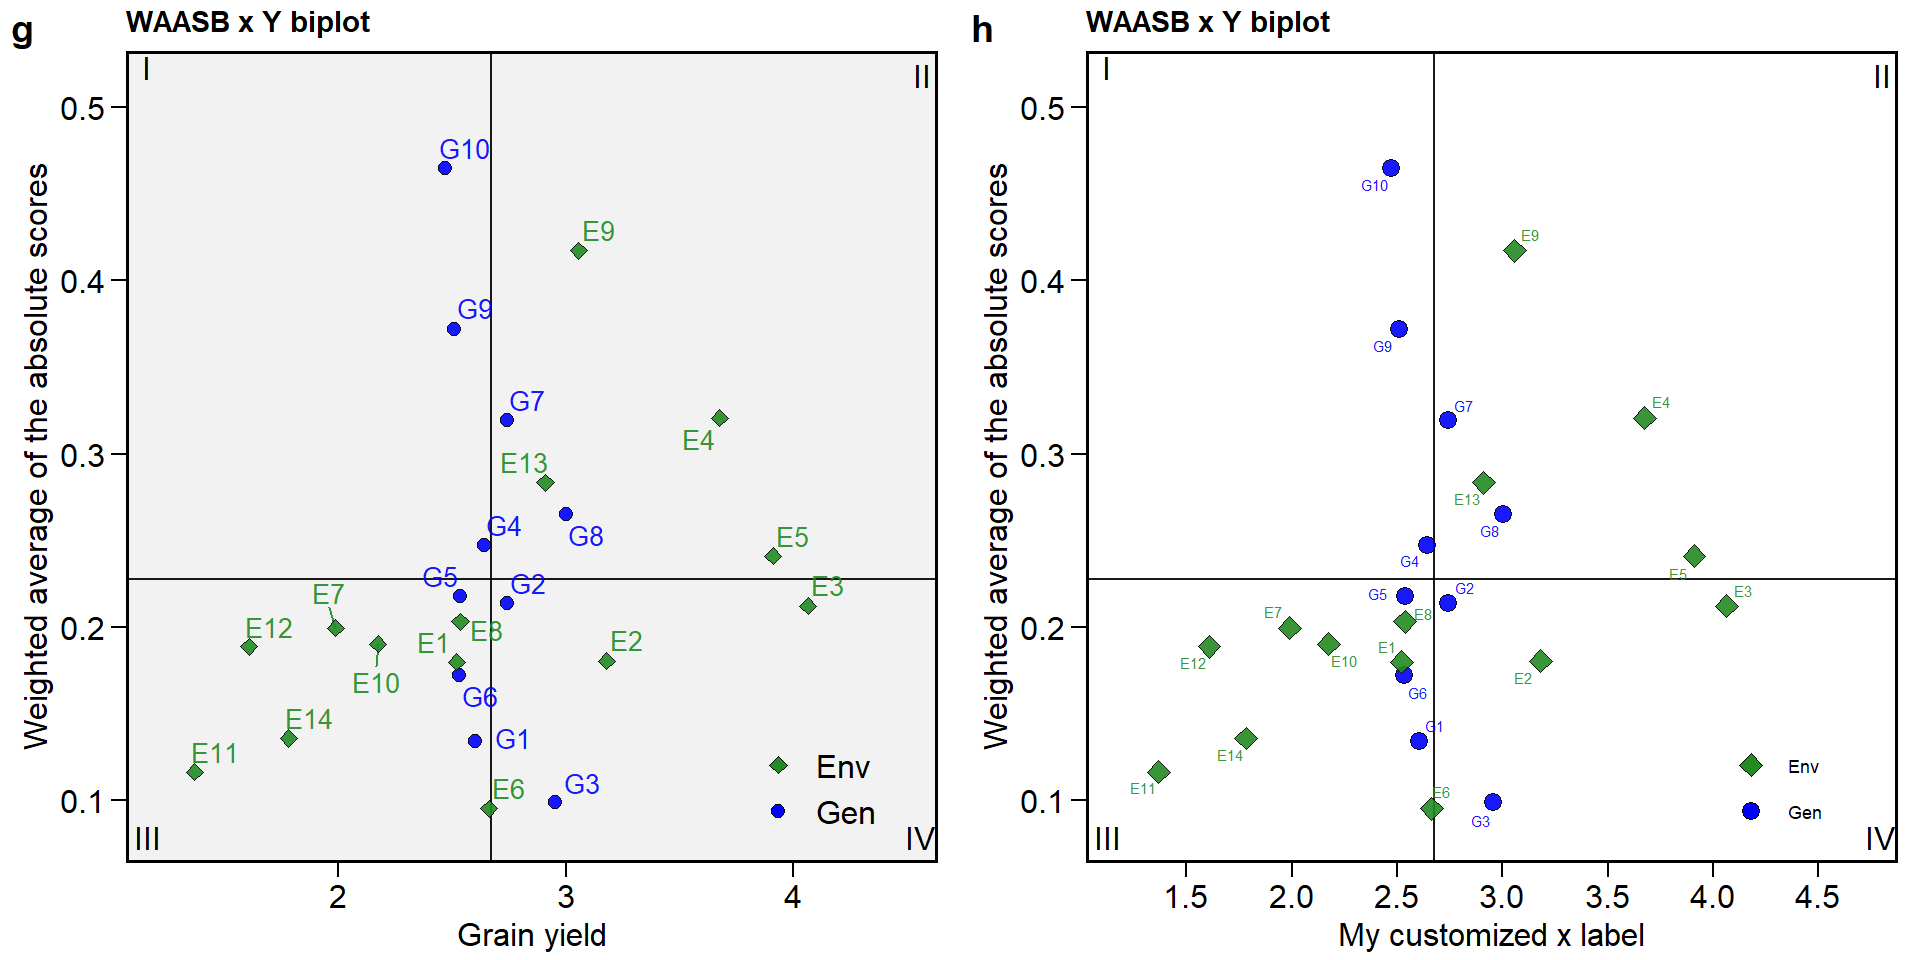 g
WAASB x Y biplot
I
II
0.5
0.4
0.3
0.2
0.1
Weighted average of the absolute scores
G10
E9
G9
G7
E4
E13
G4
G8
E5
G5
G2
E3
E7
E12
E8
E1
E2
E10
G6
E14
G1
E11
E6
G3
Env
Gen
III
IV
2
3
4
Grain yield
h
WAASB x Y biplot
I
II
0.5
0.4
0.3
0.2
0.1
Weighted average of the absolute scores
G10
E9
G9
G7
E4
E13
G8
G4
E5
G5
G2
E3
E7
E8
E1
E12
E10
E2
G6
G1
E14
E11
E6
G3
Env
Gen
III
IV
1.5
2.0
2.5
3.0
3.5
4.0
4.5
My customized x label